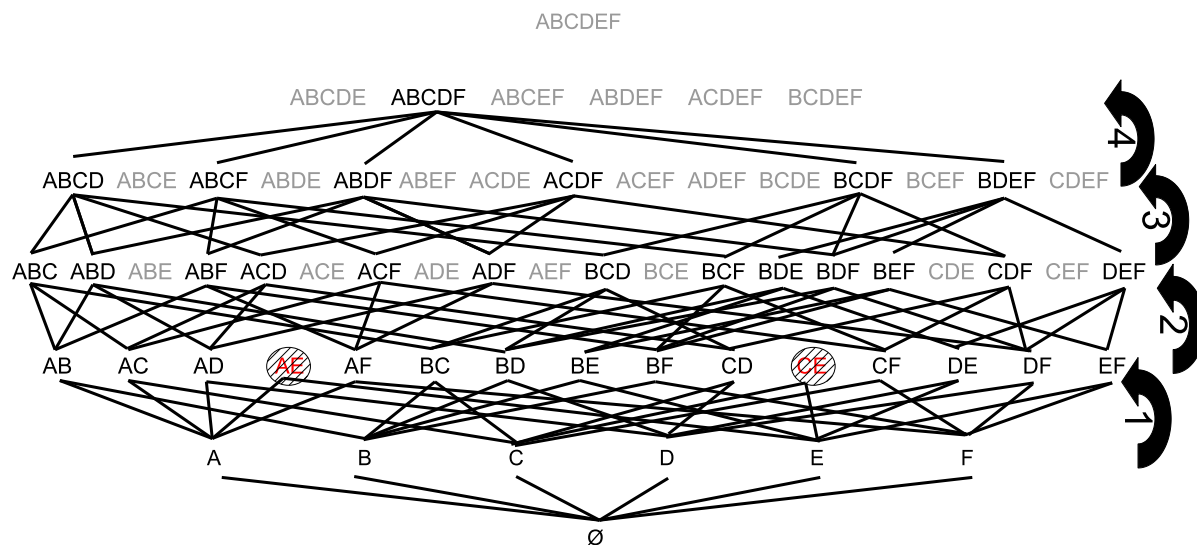 ABCDEF
ABCDE ABCDF ABCEF ABDEF ACDEF BCDEF
4
ABCD ABCE ABCF ABDE ABDF ABEF ACDE ACDF ACEF ADEF BCDE BCDF BCEF BDEF CDEF
3
ABC ABD ABE ABF ACD ACE ACF ADE ADF AEF BCD BCE BCF BDE BDF BEF CDE CDF CEF DEF
2
AB AC AD AE AF BC BD BE BF CD CE CF DE DF EF
1
A B C D E F
Ø